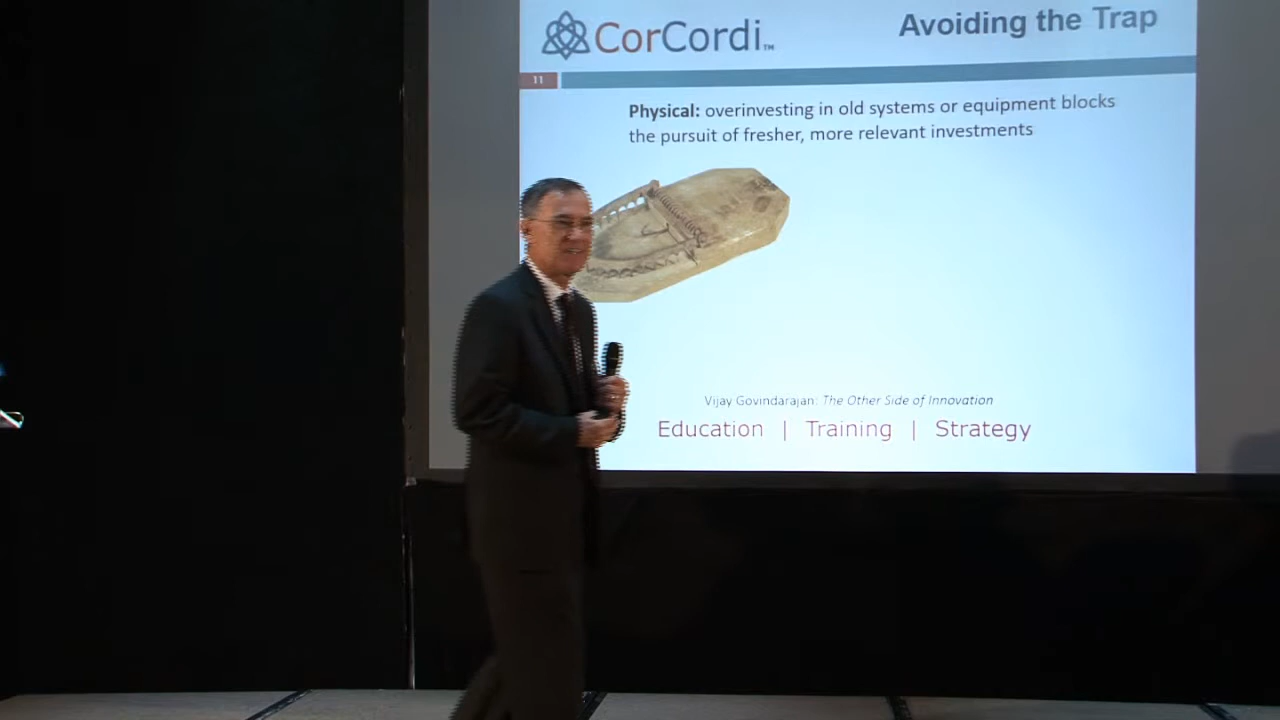 CorCordi™
Avoiding the Trap
11
Physical: overinvesting in old systems or equipment blocks
the pursuit of fresher, more relevant investments
Vijay Govindarajan: The Other Side of Innovation
Education | Training | Strategy